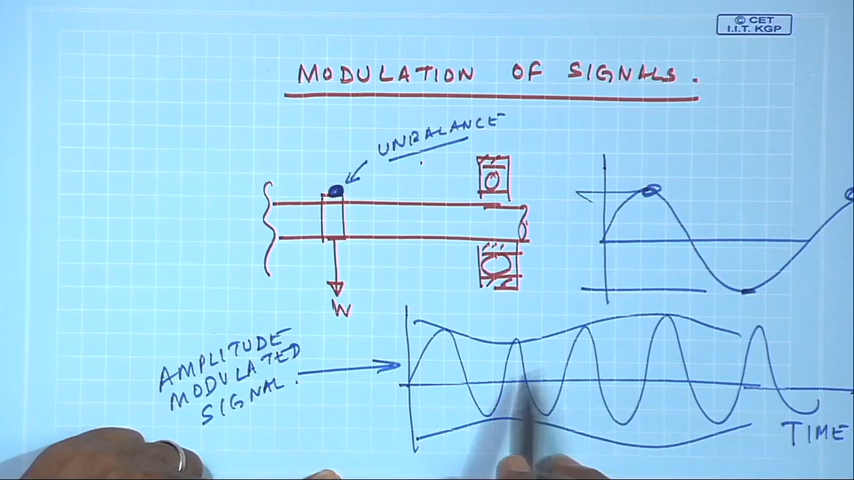 © CET
I.I.T. KGP
MODULATION OF SIGNALS.
UNBALANCE
W
AMPLITUDE
MODULATED
SIGNAL.
TIME